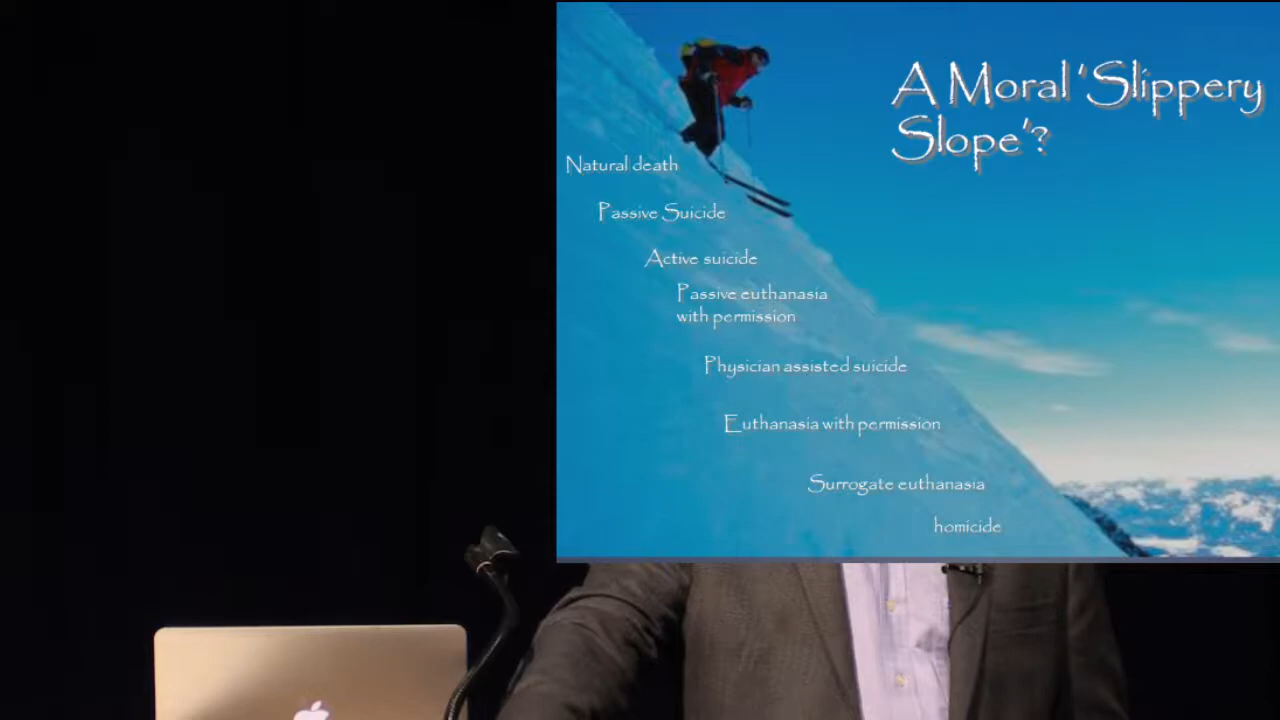 A Moral 'Slippery
Slope'?
Natural death
Passive Suicide
Active suicide
Passive euthanasia
with permission
Physician assisted suicide
Euthanasia with permission
Surrogate euthanasia
homicide